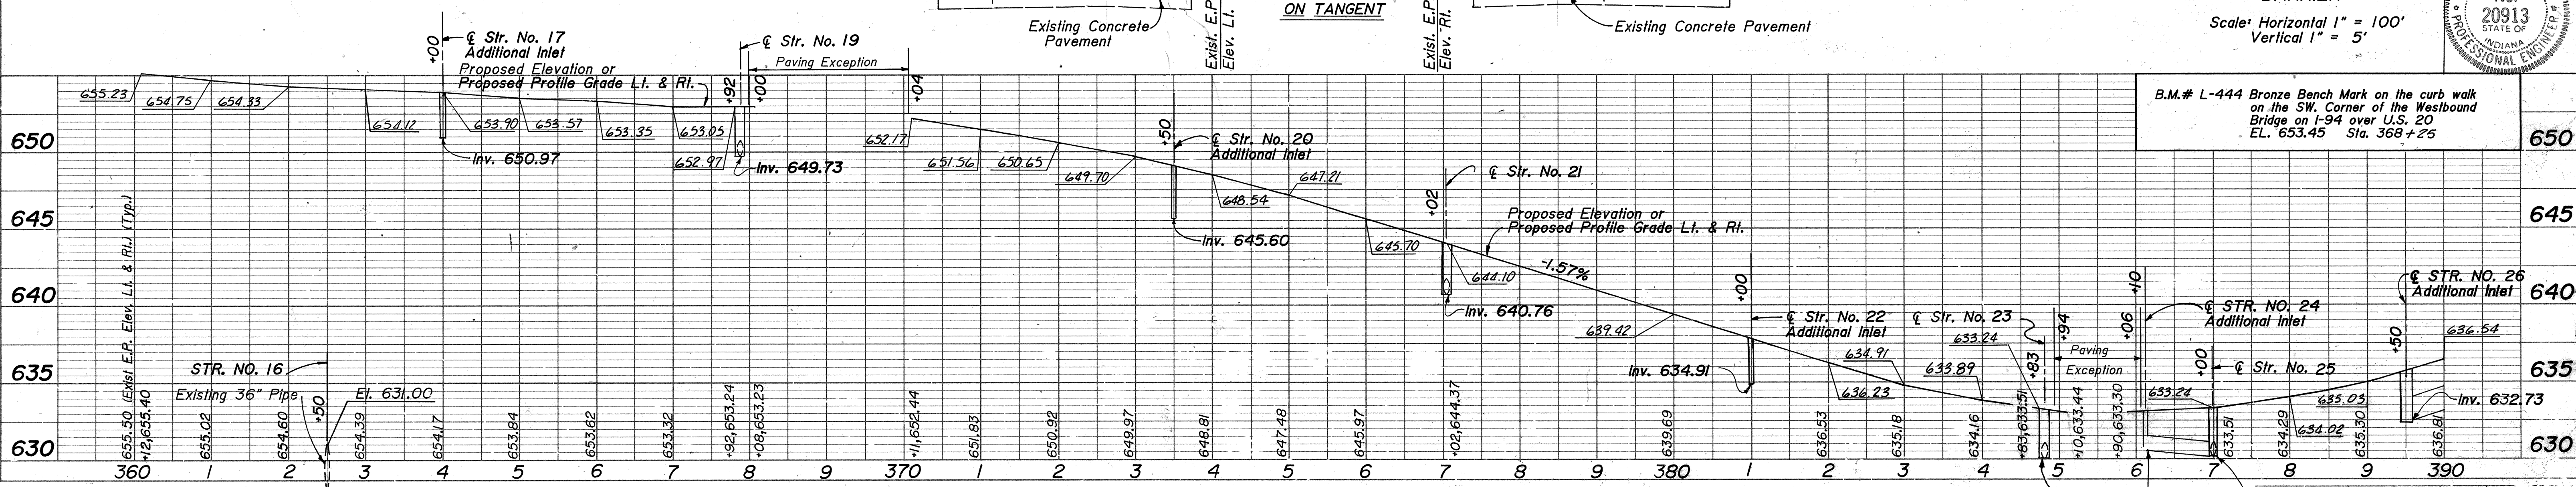 Existing Concrete
Pavement
Exist. E.P.
Elev. Lt.
ON TANGENT
Exist. E.P.
Elev. Rt.
Existing Concrete Pavement
Scale: Horizontal 1" = 100'
Vertical 1" = 5'
20913
STATE OF
INDIANA
PROFESSIONAL ENGINEER
B.M.# L-444 Bronze Bench Mark on the curb walk
on the SW. Corner of the Westbound
Bridge on I-94 over U.S. 20
EL. 653.45 Sta. 368+25
+00
℄ Str. No. 17
Additional Inlet
Proposed Elevation or
Proposed Profile Grade Lt. & Rt.
℄ Str. No. 19
+92
+00
Paving Exception
+04
655.23
654.75
654.33
654.12
653.90
653.57
653.35
653.05
652.97
Inv. 650.97
Inv. 649.73
652.17
651.56
650.65
649.70
+50
℄ Str. No. 20
Additional Inlet
648.54
647.21
Inv. 645.60
645.70
+02
℄ Str. No. 21
644.10
Inv. 640.76
Proposed Elevation or
Proposed Profile Grade Lt. & Rt.
-1.57%
639.42
+00
℄ Str. No. 22
Additional Inlet
Inv. 634.91
636.23
634.91
633.89
℄ Str. No. 23
633.24
+83
+94
Paving
Exception
+06
+10
℄ STR. NO. 24
Additional Inlet
633.24
+00
℄ Str. No. 25
634.02
635.03
+50
℄ STR. NO. 26
Additional Inlet
636.54
Inv. 632.73
STR. NO. 16
Existing 36" Pipe
+50
El. 631.00
650
645
640
635
630
650
645
640
635
630
655.50 (Exist E.P. Elev. Lt. & Rt.) (Typ.)
+12,655.40
655.02
654.60
654.39
654.17
653.84
653.62
653.32
+92,653.24
+08,653.23
+11,652.44
651.83
650.92
649.97
648.81
647.48
645.97
+02,644.37
639.69
636.53
635.18
634.16
+83,633.51
+10,633.44
+90,633.30
633.51
634.29
635.30
636.81
360 1 2 3 4 5 6 7 8 9 370 1 2 3 4 5 6 7 8 9 380 1 2 3 4 5 6 7 8 9 390